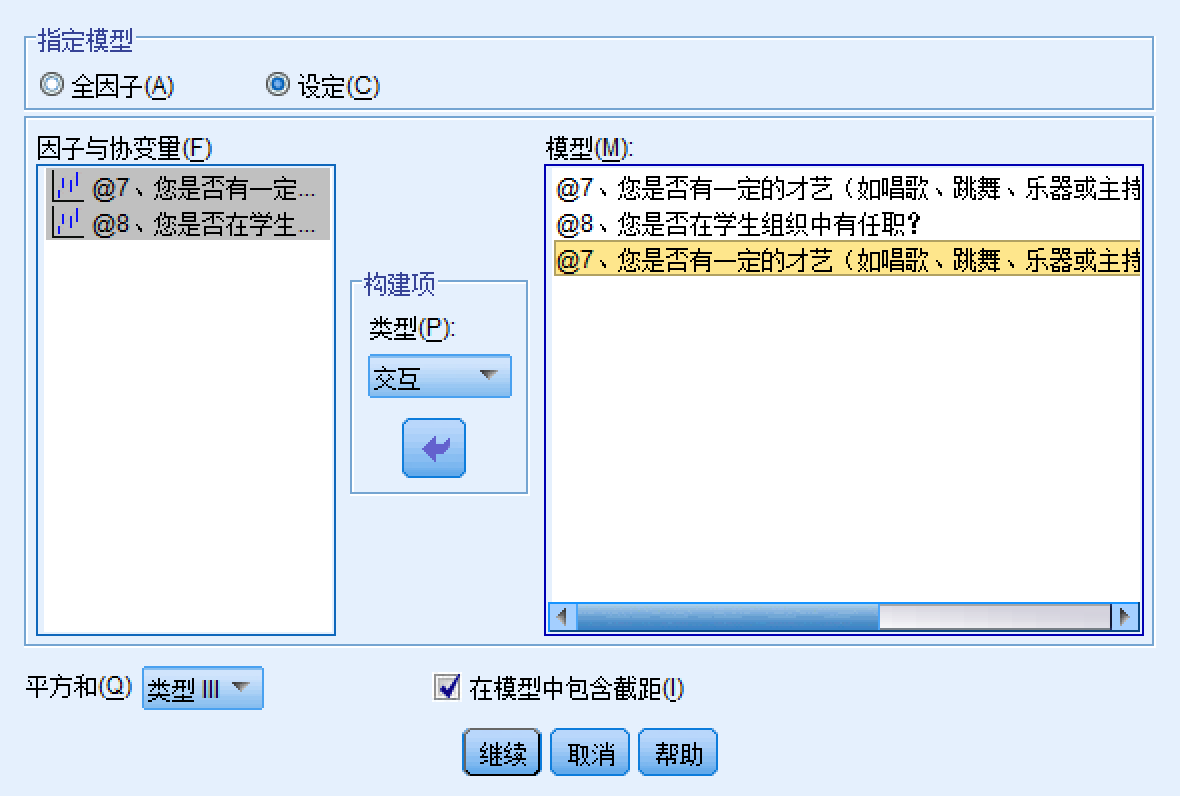 指定模型
全因子(A) 设定(C)
因子与协变量(F)
@7、您是否有一定...
@8、您是否在学生...
构建项
类型(P):
交互
模型(M):
@7、您是否有一定的才艺（如唱歌、跳舞、乐器或主持
@8、您是否在学生组织中有任职？
@7、您是否有一定的才艺（如唱歌、跳舞、乐器或主持
平方和(Q) 类型 III
在模型中包含截距(I)
继续 取消 帮助